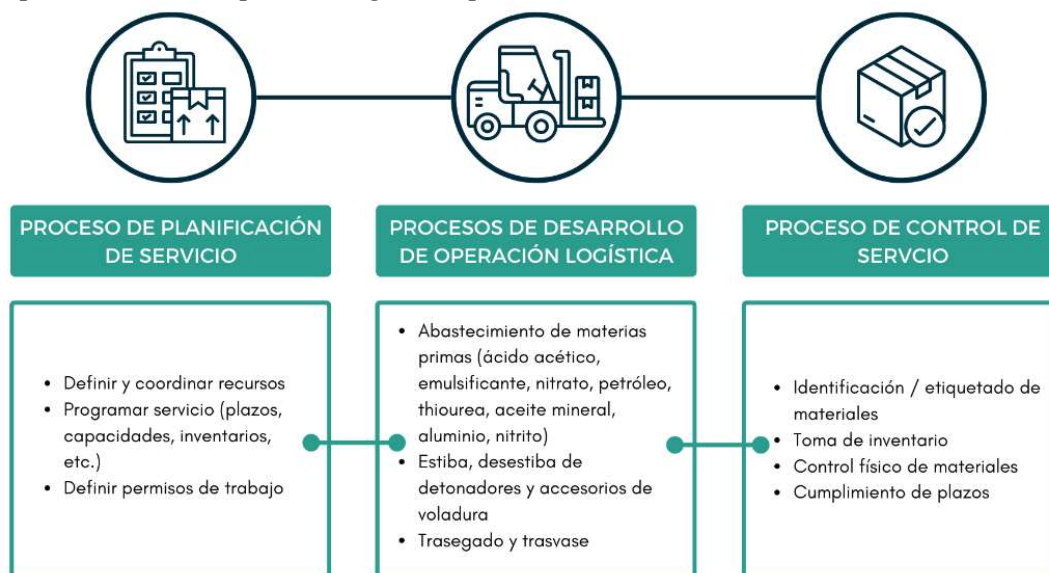 PROCESO DE PLANIFICACIÓN
DE SERVICIO
PROCESOS DE DESARROLLO
DE OPERACIÓN LOGÍSTICA
PROCESO DE CONTROL DE
SERVCIO
• Definir y coordinar recursos
• Programar servicio (plazos,
capacidades, inventarios,
etc.)
• Definir permisos de trabajo
• Abastecimiento de materias
primas (ácido acético,
emulsificante, nitrato, petróleo,
thiourea, aceite mineral,
aluminio, nitrito)
• Estiba, desestiba de
detonadores y accesorios de
voladura
• Trasegado y trasvase
• Identificación / etiquetado de
materiales
• Toma de inventario
• Control físico de materiales
• Cumplimiento de plazos